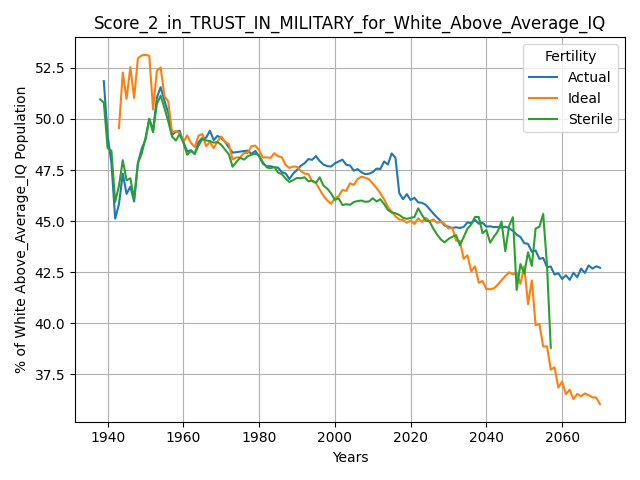 Score_2_in_TRUST_IN_MILITARY_for_White_Above_Average_IQ
% of White Above_Average_IQ Population
52.5
50.0
47.5
45.0
42.5
40.0
37.5
Fertility
Actual
Ideal
Sterile
1940
1960
1980
2000
2020
2040
2060
Years